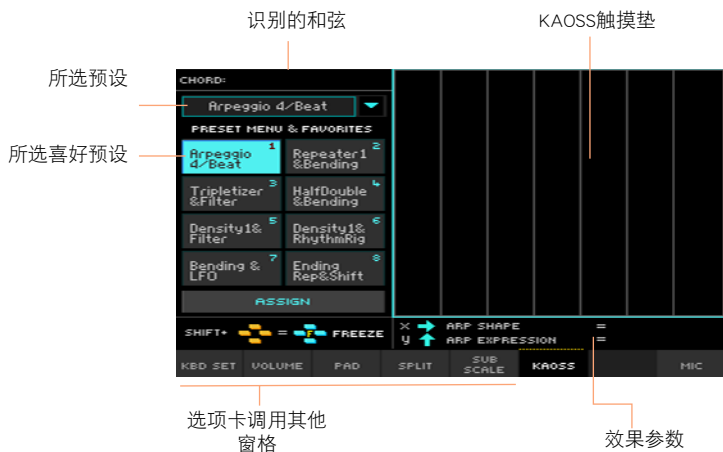 识别的和弦
KAOSS触摸垫
所选预设
所选喜好预设
CHORD:
Arpeggio 4/Beat
PRESET MENU & FAVORITES
Arpeggio 1
4/Beat
Repeater1 2
&Bending
Tripletizer 3
&Filter
HalfDouble 4
&Bending
Density1& 5
Filter
Density1& 6
RhythmRig
Bending & 7
LFO
Ending 8
Rep&Shift
ASSIGN
SHIFT+ = F FREEZE
X ARP SHAPE =
y ARP EXPRESSION =
KBD SET VOLUME PAD SPLIT SUB SCALE KAOSS MIC
选项卡调用其他
窗格
效果参数